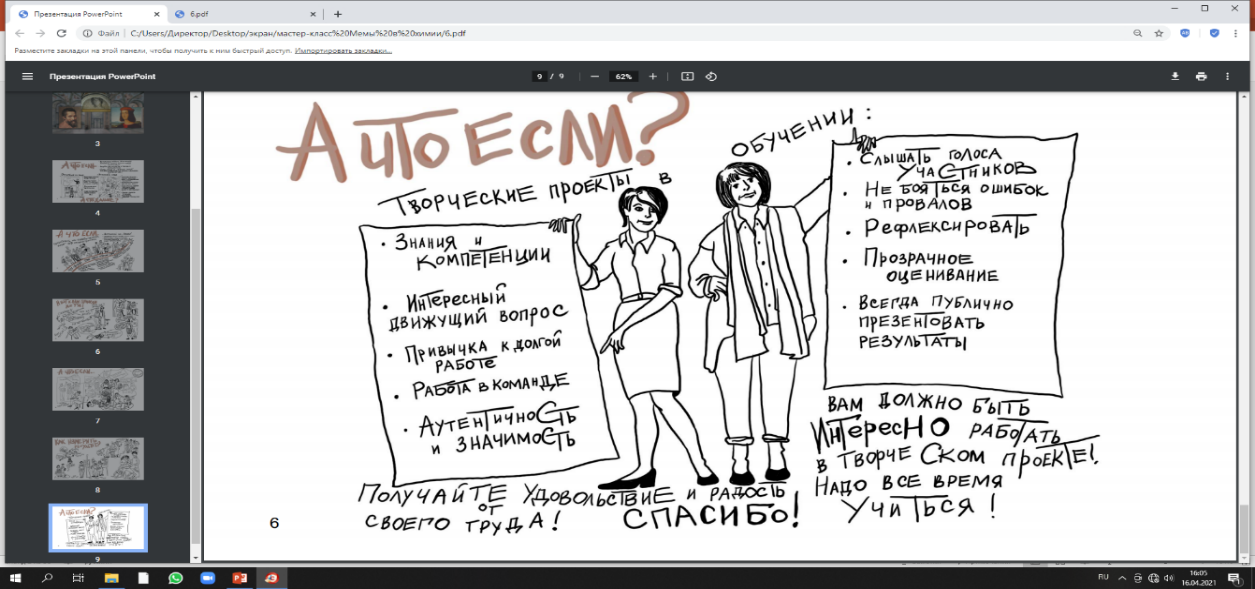 Презентация PowerPoint
6.pdf
Файл
C:/Users/Директор/Desktop/экран/мастер-класс%20Мемы%20в%20химии/6.pdf
Разместите закладки на этой панели, чтобы получить к ним быстрый доступ. Импортировать закладки...
Презентация PowerPoint
9 / 9
62%
3
4
5
6
7
8
9
А ЧТО ЕСЛИ?
ТВОРЧЕСКИЕ ПРОЕКТЫ В
ОБУЧЕНИИ:
• ЗНАНИЯ И
КОМПЕТЕНЦИИ
• ИНТЕРЕСНЫЙ
ДВИЖУЩИЙ ВОПРОС
• ПРИВЫЧКА К ДОЛГОЙ
РАБОТЕ
• РАБОТА В КОМАНДЕ
• АУТЕНТИЧНОСТЬ
И ЗНАЧИМОСТЬ
• СЛЫШАТЬ ГОЛОСА
УЧАСТНИКОВ
• НЕ БОЯТЬСЯ ОШИБОК
И ПРОВАЛОВ
• РЕФЛЕКСИРОВАТЬ
• ПРОЗРАЧНОЕ
ОЦЕНИВАНИЕ
• ВСЕГДА ПУБЛИЧНО
ПРЕЗЕНТОВАТЬ
РЕЗУЛЬТАТЫ
ПОЛУЧАЙТЕ УДОВОЛЬСТВИЕ И РАДОСТЬ
ОТ
СВОЕГО ТРУДА!
СПАСИБО!
ВАМ ДОЛЖНО БЫТЬ
ИНТЕРЕСНО РАБОТАТЬ
В ТВОРЧЕСКОМ ПРОЕКТЕ!
НАДО ВСЕ ВРЕМЯ
УЧИТЬСЯ!
6
RU
16:05
16.04.2021